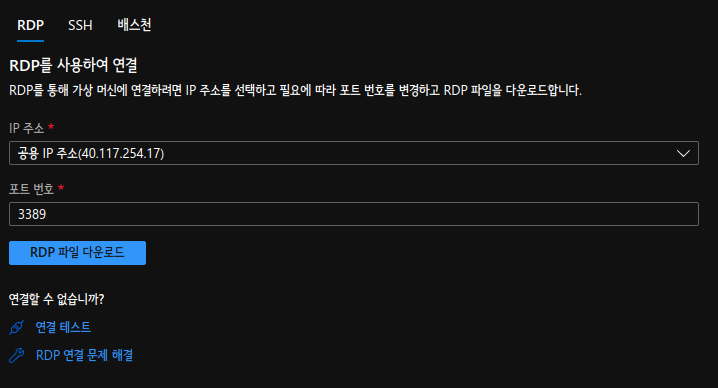 RDP SSH 배스천
RDP를 사용하여 연결
RDP를 통해 가상 머신에 연결하려면 IP 주소를 선택하고 필요에 따라 포트 번호를 변경하고 RDP 파일을 다운로드합니다.
IP 주소 *
공용 IP 주소(40.117.254.17)
포트 번호 *
3389
RDP 파일 다운로드
연결할 수 없습니까?
연결 테스트
RDP 연결 문제 해결